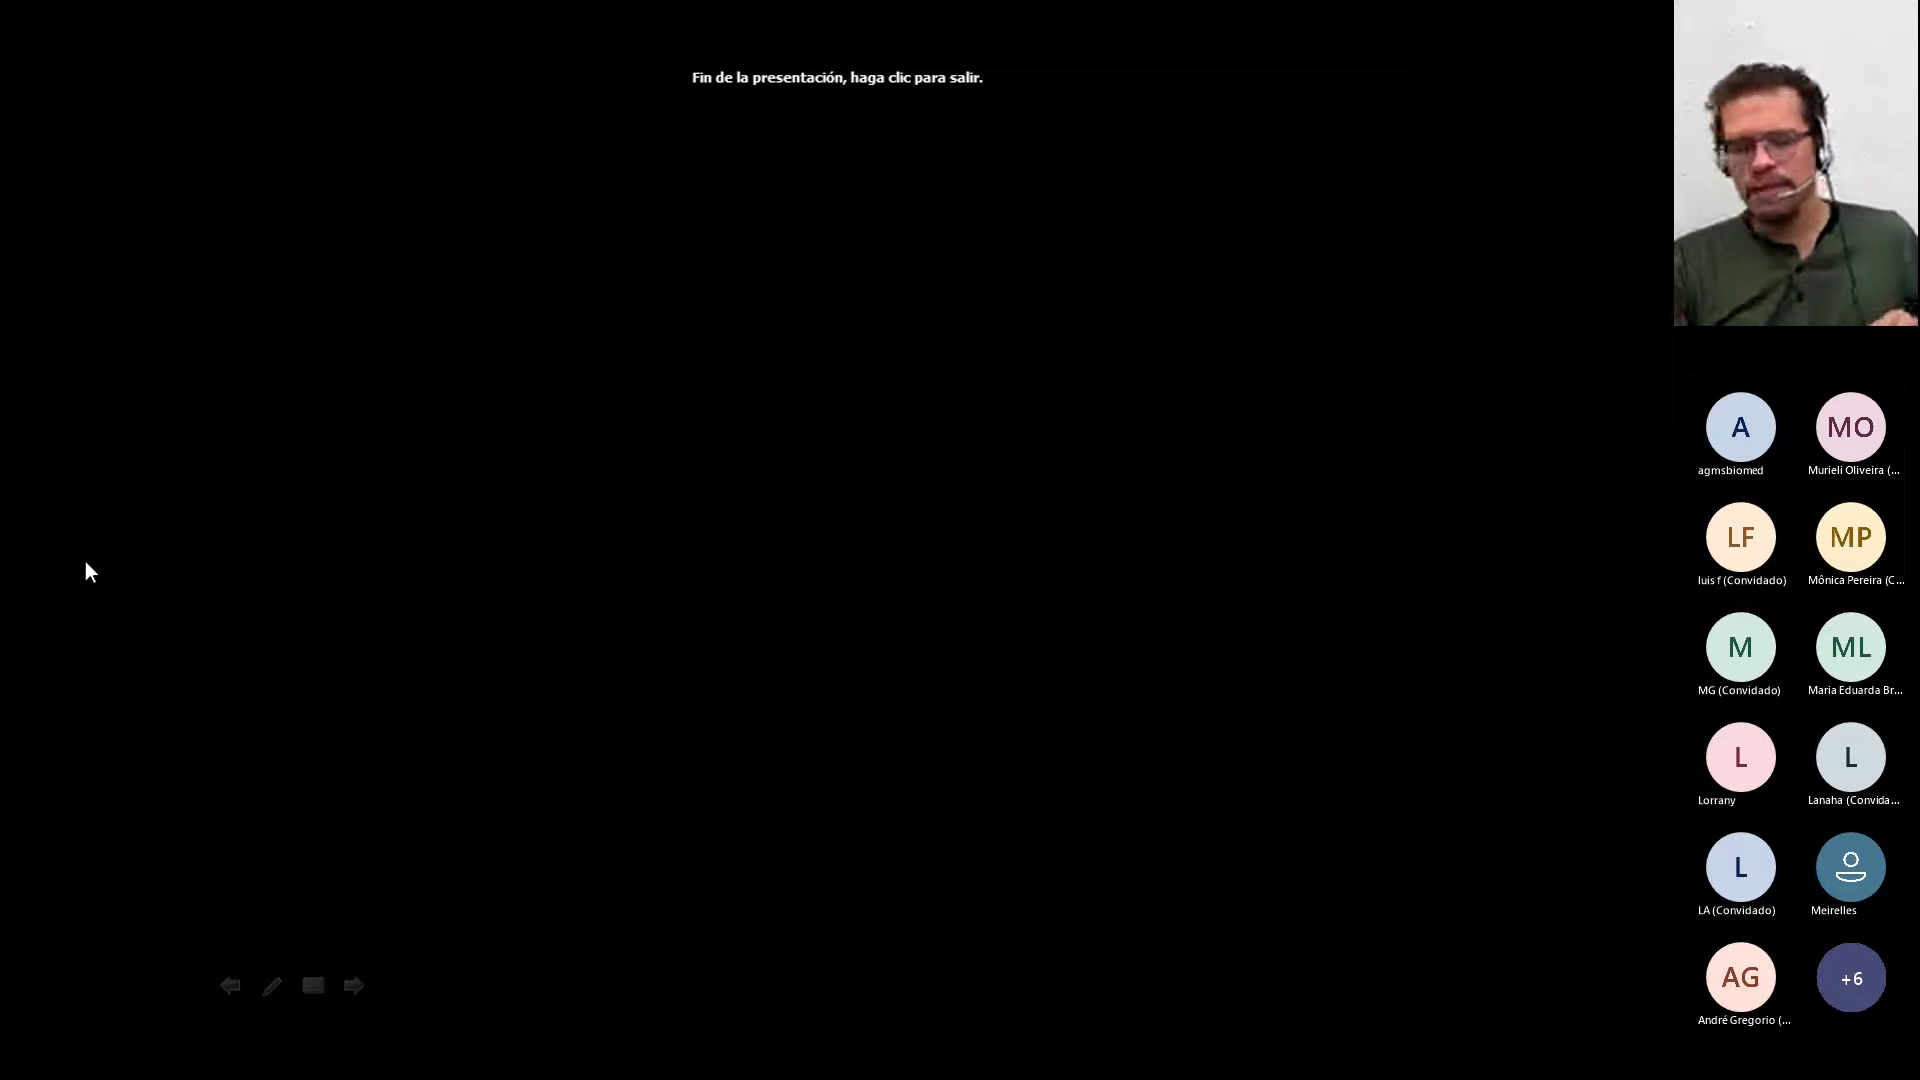 Fin de la presentación, haga clic para salir.
A
MO
agmsbiomed
Murieli Oliveira (...
LF
MP
luis f (Convidado)
Mônica Pereira (C...
M
ML
MG (Convidado)
Maria Eduarda Br...
L
L
Lorrany
Lanaha (Convida...
L
LA (Convidado)
Meirelles
AG
+6
André Gregorio (...